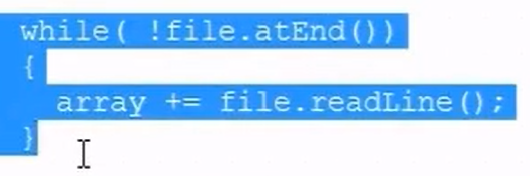 while( !file.atEnd())
{
array += file.readLine();
}